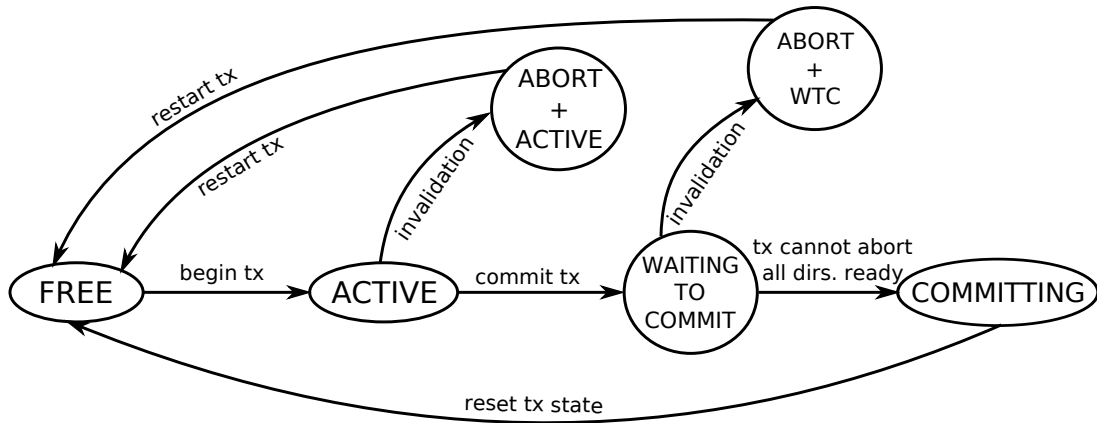 ABORT
+
WTC
restart tx
ABORT
+
ACTIVE
restart tx
invalidation
invalidation
tx cannot abort
all dirs. ready
FREE
begin tx
ACTIVE
commit tx
WAITING
TO
COMMIT
COMMITTING
reset tx state